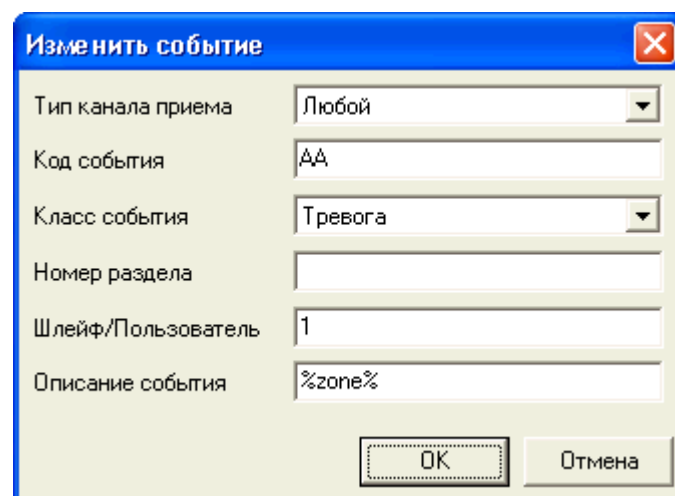 Изменить событие
Тип канала приема Любой
Код события AA
Класс события Тревога
Номер раздела
Шлейф/Пользователь 1
Описание события %zone%
OK Отмена